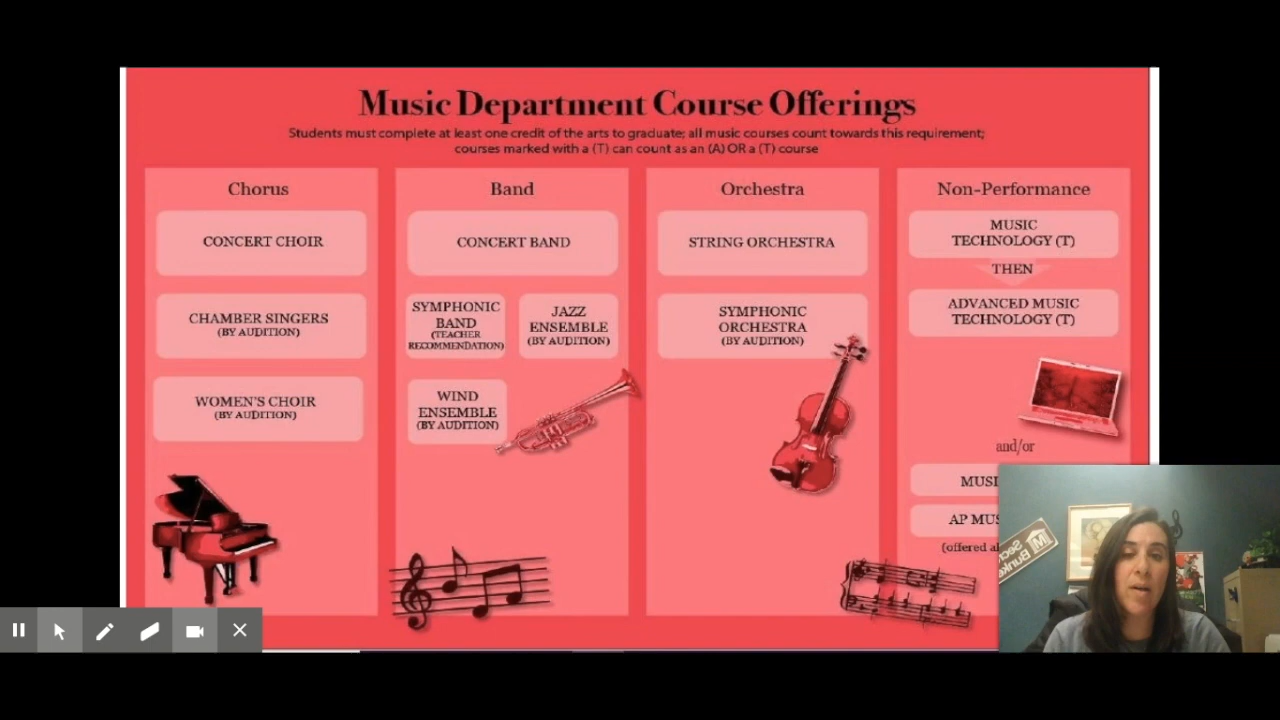 Music Department Course Offerings
Students must complete at least one credit of the arts to graduate; all music courses count towards this requirement;
courses marked with a (T) can count as an (A) OR a (T) course
Chorus
CONCERT CHOIR
CHAMBER SINGERS
(BY AUDITION)
WOMEN'S CHOIR
(BY AUDITION)
Band
CONCERT BAND
SYMPHONIC
BAND
(TEACHER
RECOMMENDATION)
JAZZ
ENSEMBLE
(BY AUDITION)
WIND
ENSEMBLE
(BY AUDITION)
Orchestra
STRING ORCHESTRA
SYMPHONIC
ORCHESTRA
(BY AUDITION)
Non-Performance
MUSIC
TECHNOLOGY (T)
THEN
ADVANCED MUSIC
TECHNOLOGY (T)
and/or
AP
(offered